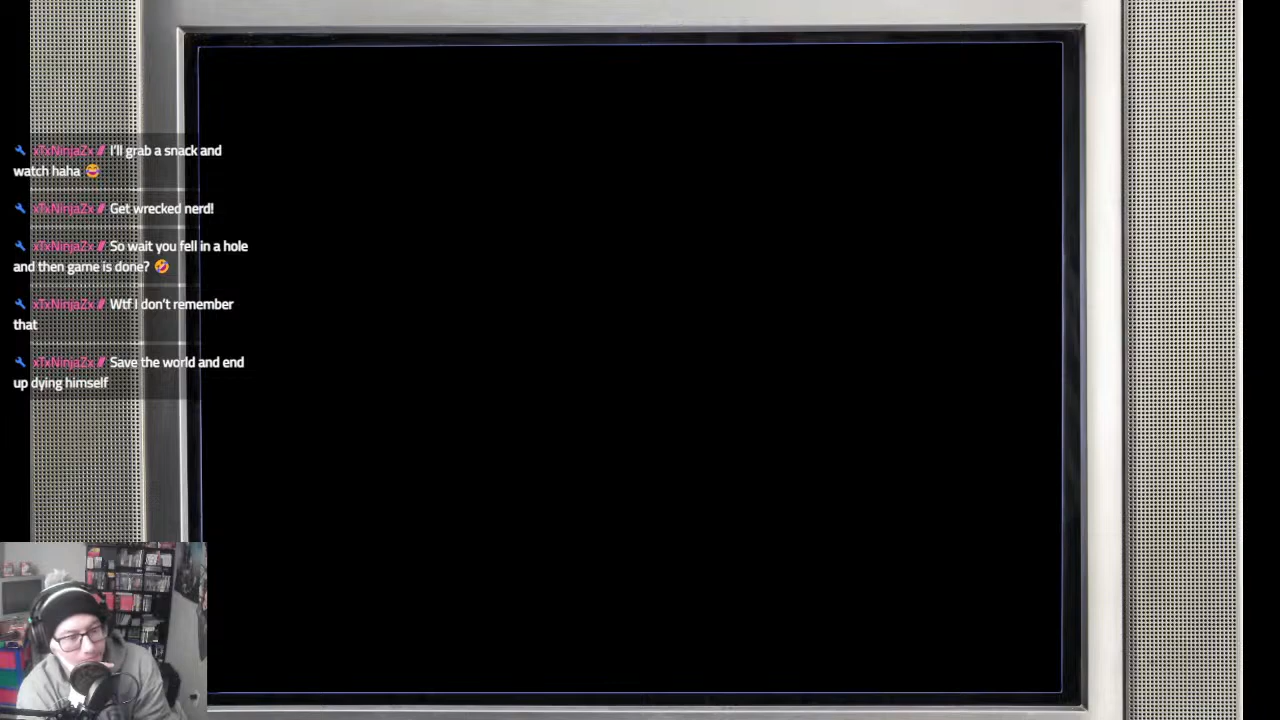 xTxNinjaZx // I'll grab a snack and
watch haha 😂
xTxNinjaZx // Get wrecked nerd!
xTxNinjaZx // So wait you fell in a hole
and then game is done? 🤣
xTxNinjaZx // Wtf I don't remember
that
xTxNinjaZx // Save the world and end
up dying himself